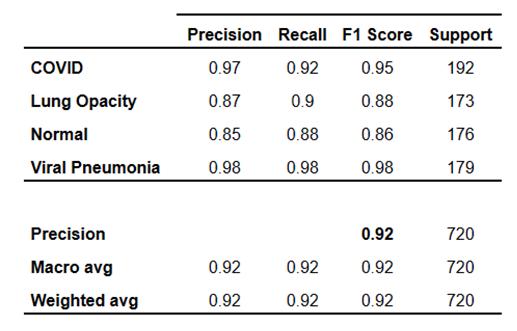 Precision Recall F1 Score Support
COVID 0.97 0.92 0.95 192
Lung Opacity 0.87 0.9 0.88 173
Normal 0.85 0.88 0.86 176
Viral Pneumonia 0.98 0.98 0.98 179
Precision 0.92 720
Macro avg 0.92 0.92 0.92 720
Weighted avg 0.92 0.92 0.92 720